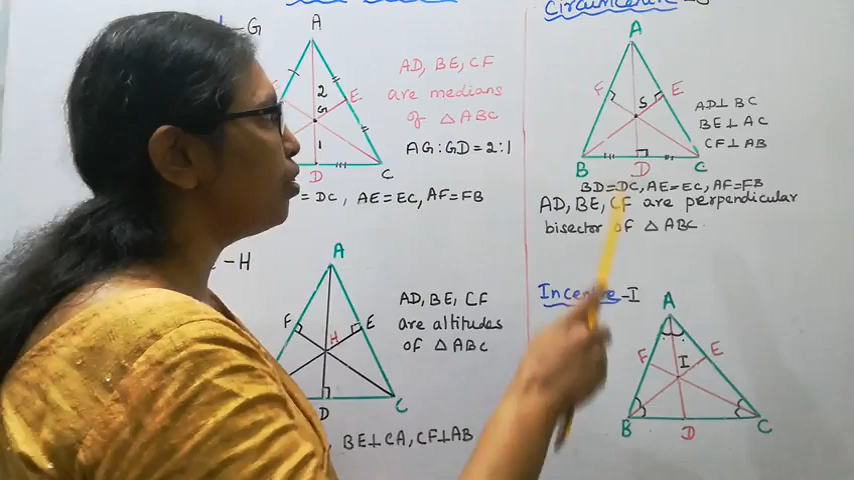 -G
A
2
G
E
1
D
C
AD, BE, CF
are medians
of △ABC
AG:GD=2:1
= DC, AE=EC, AF=FB
Circumcentre-S
A
F
E
S
B
D
C
AD⊥BC
BE⊥AC
CF⊥AB
BD=DC, AE=EC, AF=FB
AD, BE, CF are perpendicular
bisector of △ABC.
-H
A
F
E
H
D
C
AD, BE, CF
are altitudes
of △ABC
BE⊥CA, CF⊥AB
Incentre-I
A
F
E
I
B
D
C